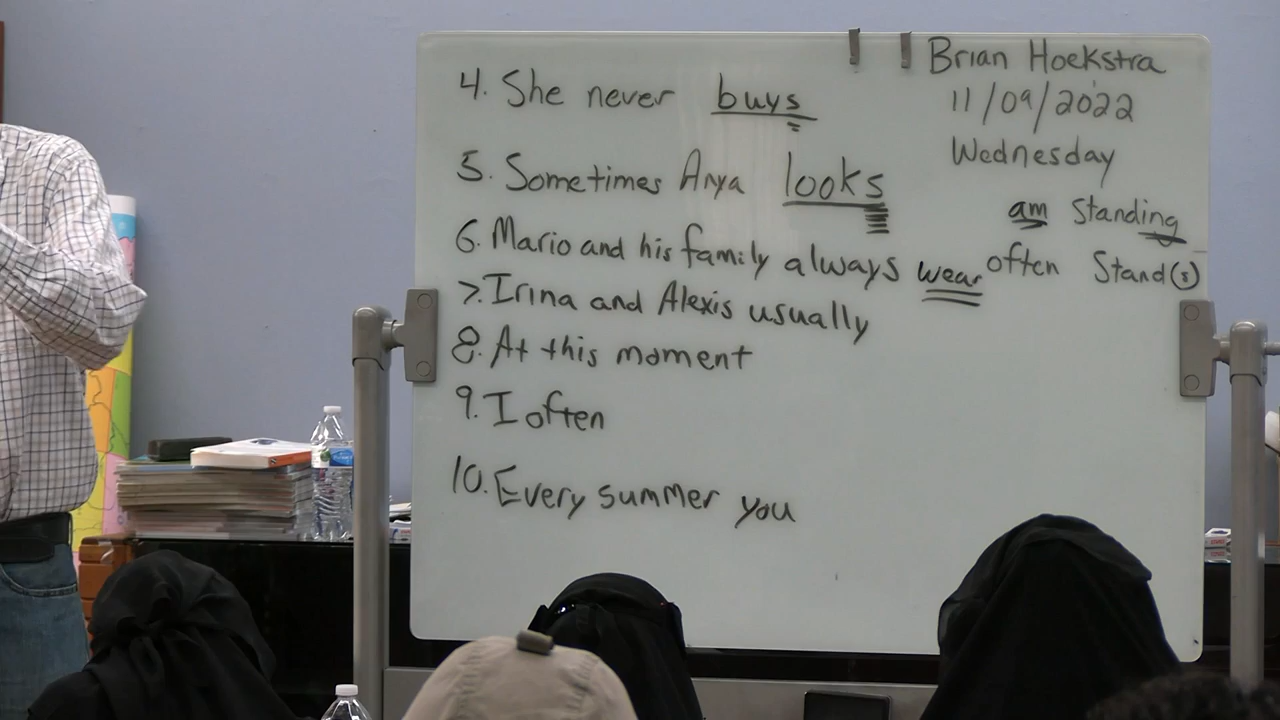 4. She never buys
5. Sometimes Anya looks
6. Mario and his family always wear
7. Irina and Alexis usually
8. At this moment
9. I often
10. Every summer you
Brian Hoekstra
11/09/2022
Wednesday
am Standing
often Stand(s)